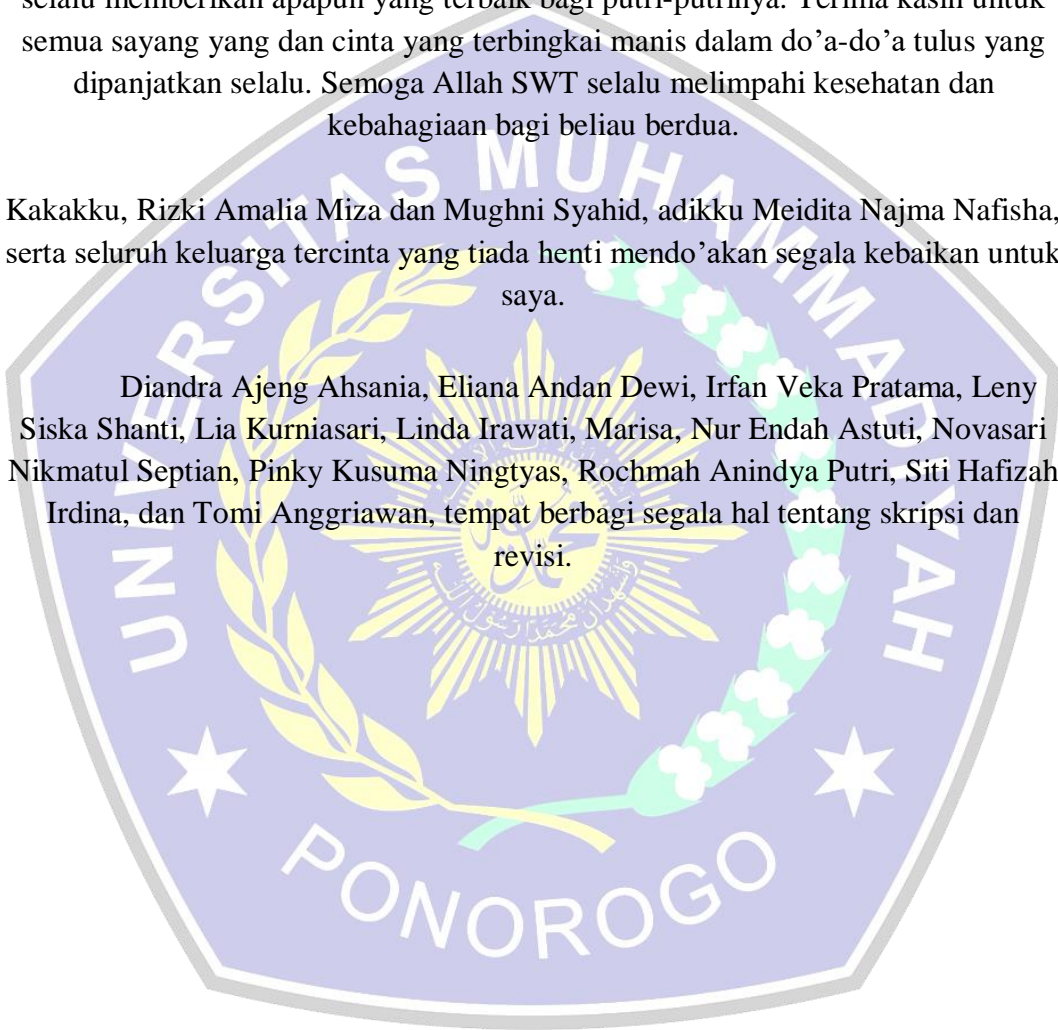 selalu memberikan apapun yang terbaik bagi putri-putrinya. Terima kasih untuk
semua sayang yang dan cinta yang terbingkai manis dalam do’a-do’a tulus yang
dipanjatkan selalu. Semoga Allah SWT selalu melimpahi kesehatan dan
kebahagiaan bagi beliau berdua.
Kakakku, Rizki Amalia Miza dan Mughni Syahid, adikku Meidita Najma Nafisha,
serta seluruh keluarga tercinta yang tiada henti mendo’akan segala kebaikan untuk
saya.
Diandra Ajeng Ahsania, Eliana Andan Dewi, Irfan Veka Pratama, Leny
Siska Shanti, Lia Kurniasari, Linda Irawati, Marisa, Nur Endah Astuti, Novasari
Nikmatul Septian, Pinky Kusuma Ningtyas, Rochmah Anindya Putri, Siti Hafizah
Irdina, dan Tomi Anggriawan, tempat berbagi segala hal tentang skripsi dan
revisi.
UNIVERSITAS MUHAMMADIYAH
PONOROGO